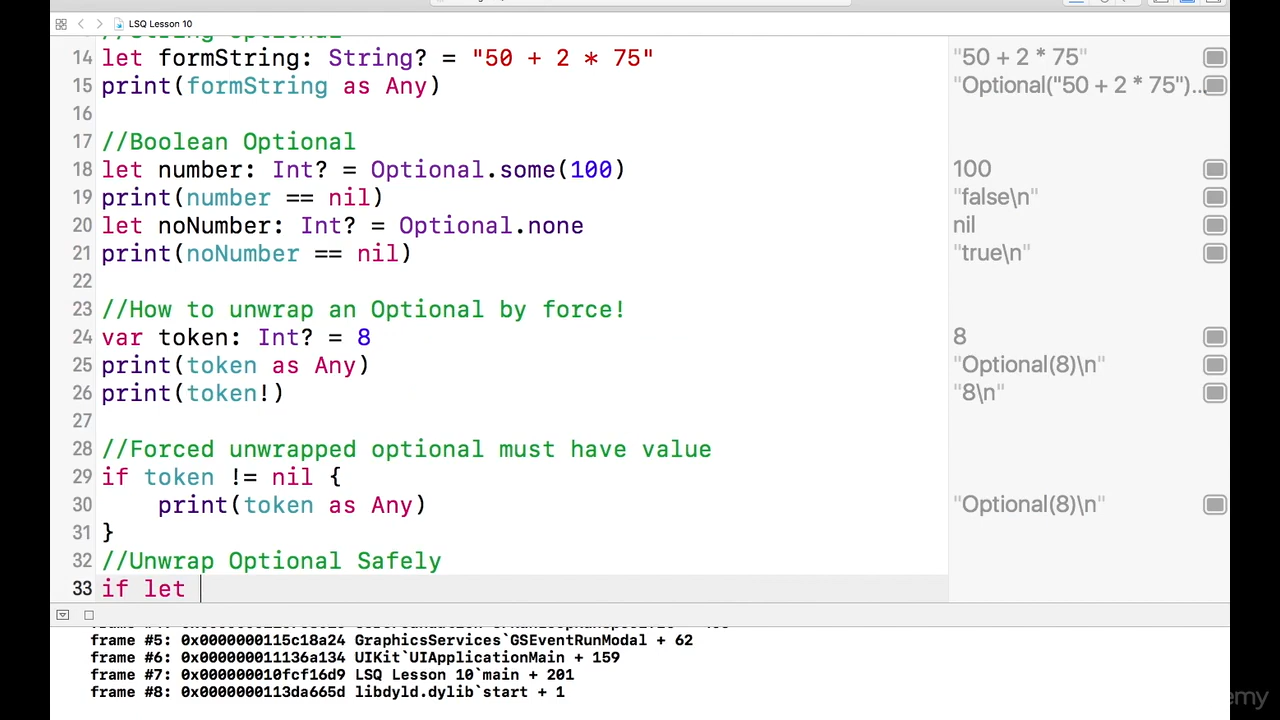 LSQ Lesson 10
//String Optional
14 let formString: String? = "50 + 2 * 75" "50 + 2 * 75"
15 print(formString as Any) "Optional("50 + 2 * 75")...
16
17 //Boolean Optional
18 let number: Int? = Optional.some(100) 100
19 print(number == nil) "false\n"
20 let noNumber: Int? = Optional.none nil
21 print(noNumber == nil) "true\n"
22
23 //How to unwrap an Optional by force!
24 var token: Int? = 8 8
25 print(token as Any) "Optional(8)\n"
26 print(token!) "8\n"
27
28 //Forced unwrapped optional must have value
29 if token != nil {
30 print(token as Any) "Optional(8)\n"
31 }
32 //Unwrap Optional Safely
33 if let
frame #5: 0x0000000115c18a24 GraphicsServices`GSEventRunModal + 62
frame #6: 0x000000011136a134 UIKit`UIApplicationMain + 159
frame #7: 0x000000010fcf16d9 LSQ Lesson 10`main + 201
frame #8: 0x0000000113da665d libdyld.dylib`start + 1
emy